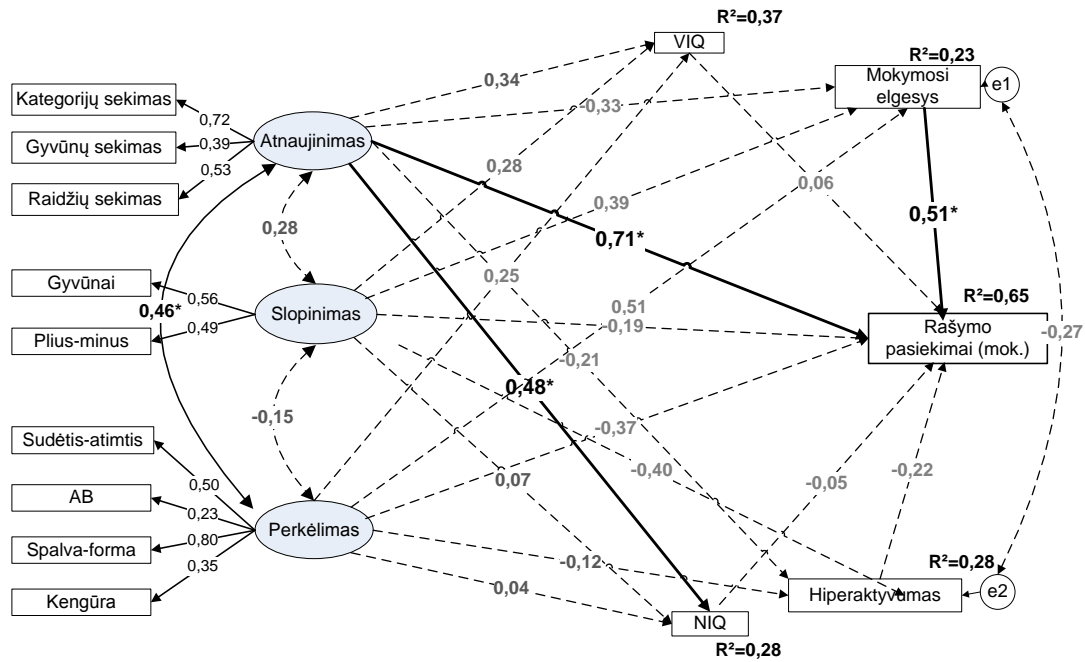 R²=0,37
VIQ
R²=0,23
Mokymosi
elgesys
e1
Kategorijų sekimas
Gyvūnų sekimas
Raidžių sekimas
0,72
0,39
0,53
Atnaujinimas
0,34
-0,33
0,28
0,28
0,39
0,06
0,71*
0,51*
Gyvūnai
Plius-minus
0,56
0,49
0,46*
Slopinimas
0,25
0,51
-0,19
-0,21
R²=0,65
Rašymo
pasiekimai (mok.)
-0,27
0,48*
-0,15
-0,37
-0,40
0,07
-0,05
-0,22
Sudėtis-atimtis
AB
Spalva-forma
Kengūra
0,50
0,23
0,80
0,35
Perkėlimas
-0,12
0,04
R²=0,28
Hiperaktyvumas
e2
NIQ
R²=0,28